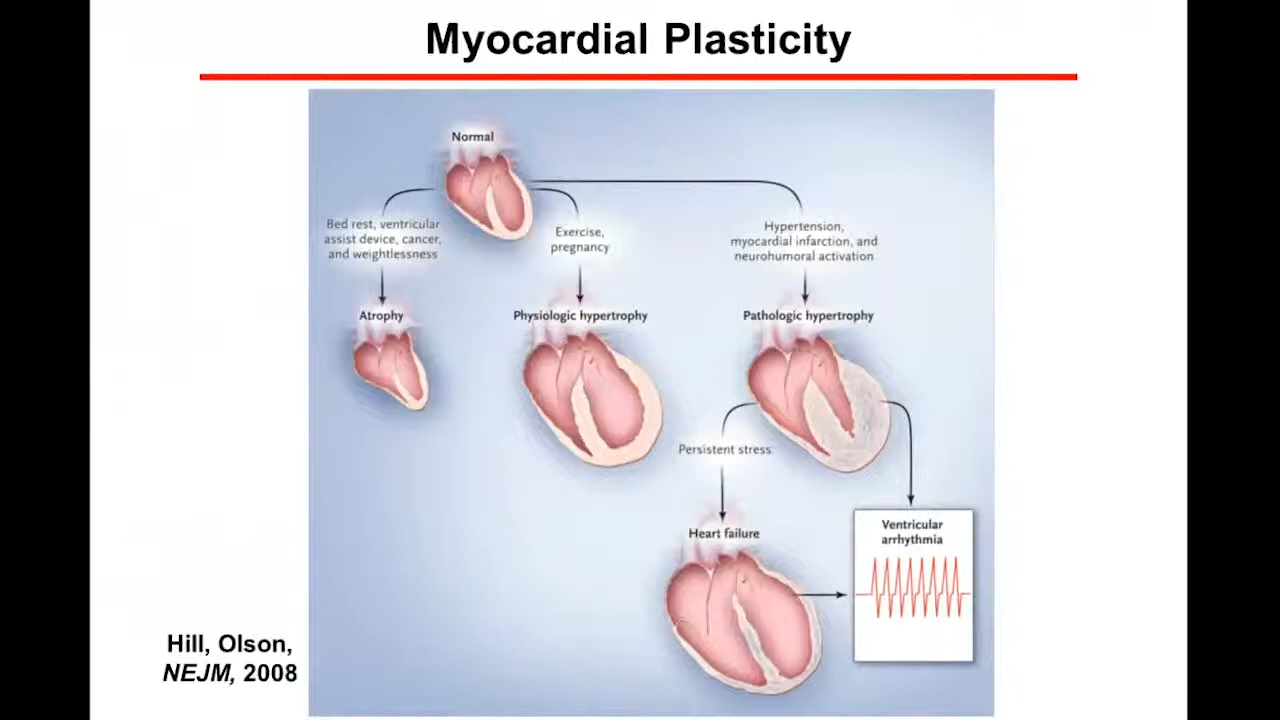 Myocardial Plasticity
Normal
Bed rest, ventricular
assist device, cancer,
and weightlessness
Exercise,
pregnancy
Hypertension,
myocardial infarction, and
neurohumoral activation
Atrophy
Physiologic hypertrophy
Pathologic hypertrophy
Persistent stress
Heart failure
Ventricular
arrhythmia
Hill, Olson,
NEJM, 2008